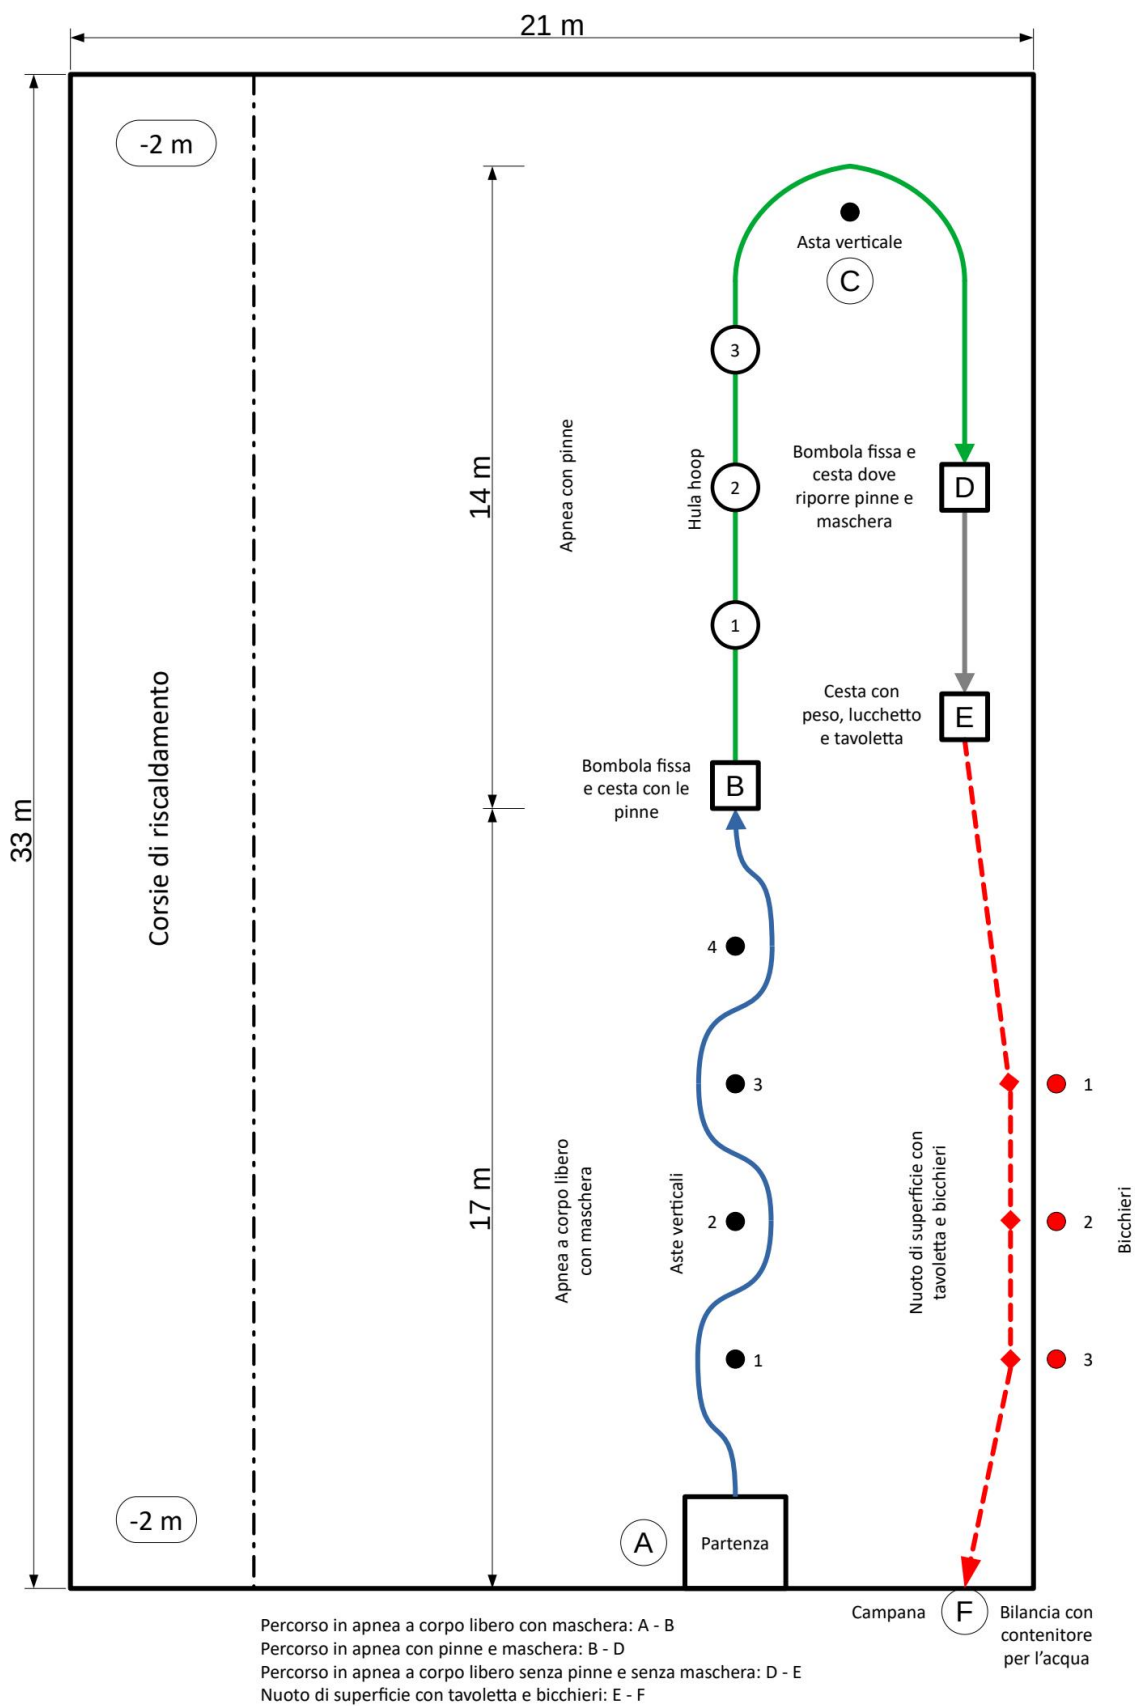 21 m
-2 m
Asta verticale
C
3
Apnea con pinne
14 m
Hula hoop
2
Bombola fissa e
cesta dove
riporre pinne e
maschera
D
1
Corsie di riscaldamento
Cesta con
peso, lucchetto
e tavoletta
E
Bombola fissa
e cesta con le
pinne
B
33 m
4
3
1
Apnea a corpo libero
con maschera
17 m
Aste verticali
2
Nuoto di superficie con
tavoletta e bicchieri
2
Bicchieri
1
3
-2 m
A
Partenza
Campana
F
Bilancia con
contenitore
per l'acqua
Percorso in apnea a corpo libero con maschera: A - B
Percorso in apnea con pinne e maschera: B - D
Percorso in apnea a corpo libero senza pinne e senza maschera: D - E
Nuoto di superficie con tavoletta e bicchieri: E - F